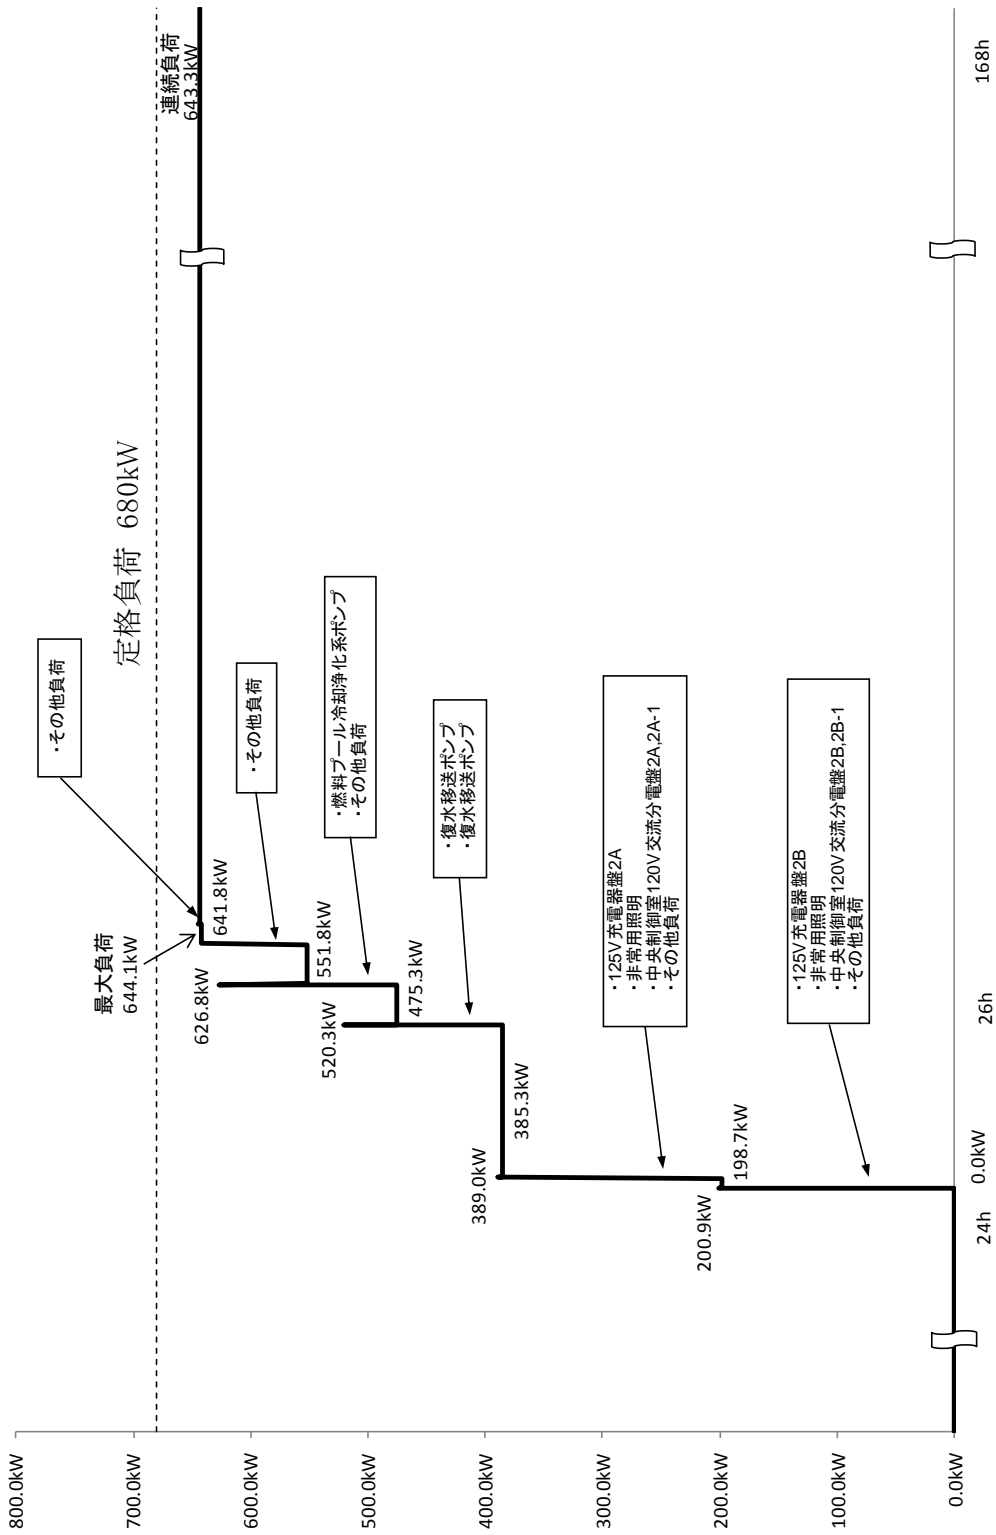 800.0kW
700.0kW
600.0kW
500.0kW
400.0kW
300.0kW
200.0kW
100.0kW
0.0kW
定格負荷 680kW
連続負荷
643.3kW
・その他負荷
最大負荷
644.1kW
641.8kW
・その他負荷
626.8kW
551.8kW
・燃料プール冷却浄化系ポンプ
・その他負荷
520.3kW
475.3kW
・復水移送ポンプ
・復水移送ポンプ
389.0kW
385.3kW
・125V充電器盤2A
・非常用照明
・中央制御室120V交流分電盤2A,2A-1
・その他負荷
200.9kW
198.7kW
・125V充電器盤2B
・非常用照明
・中央制御室120V交流分電盤2B,2B-1
・その他負荷
0.0kW
24h
26h
168h